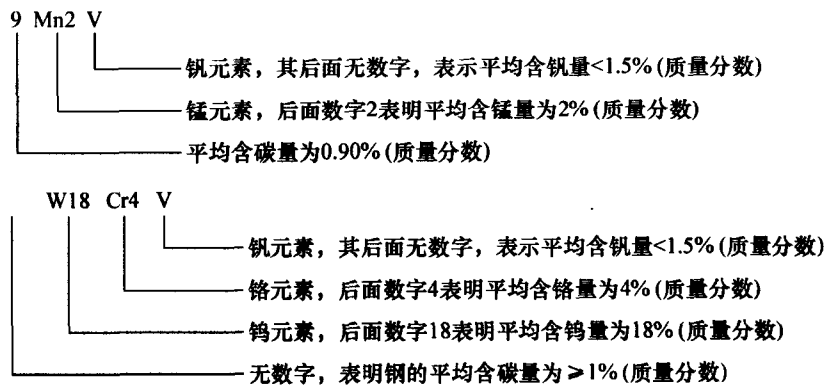 9 Mn2 V
钒元素，其后面无数字，表示平均含钒量<1.5%(质量分数)
锰元素，后面数字2表明平均含锰量为2%(质量分数)
平均含碳量为0.90%(质量分数)
W18 Cr4 V
钒元素，其后面无数字，表示平均含钒量<1.5%(质量分数)
铬元素，后面数字4表明平均含铬量为4%(质量分数)
钨元素，后面数字18表明平均含钨量为18%(质量分数)
无数字，表明钢的平均含碳量为≥1%(质量分数)